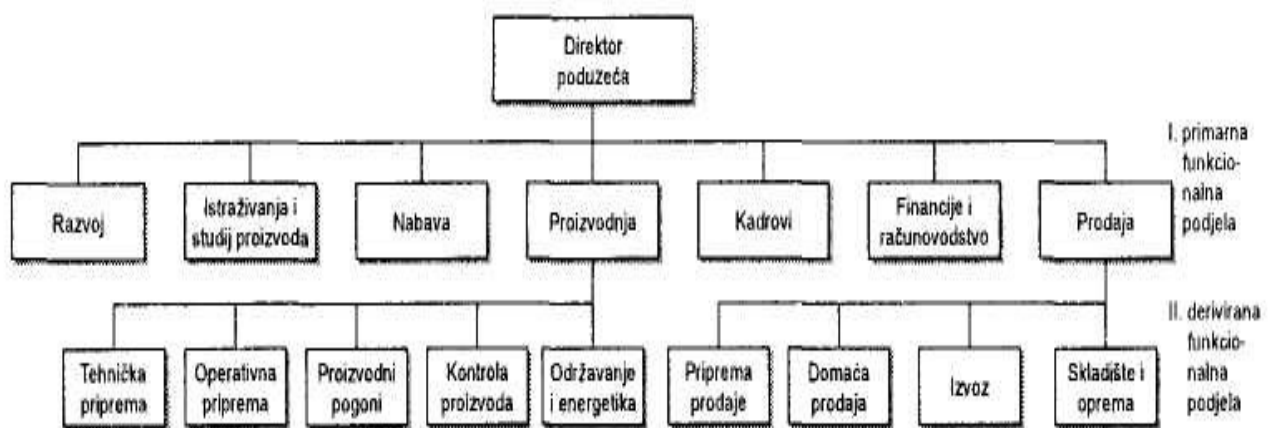 Direktor
poduzeća
I. primarna
funkcio-
nalna
podjela
Razvoj
Istraživanja i
studij proizvoda
Nabava
Proizvodnja
Kadrovi
Financije i
računovodstvo
Prodaja
II. derivirana
funkcio-
nalna
podjela
Tehnička
priprema
Operativna
priprema
Proizvodni
pogoni
Kontrola
proizvoda
Održavanje
i energetika
Priprema
prodaje
Domaća
prodaja
Izvoz
Skladište i
oprema